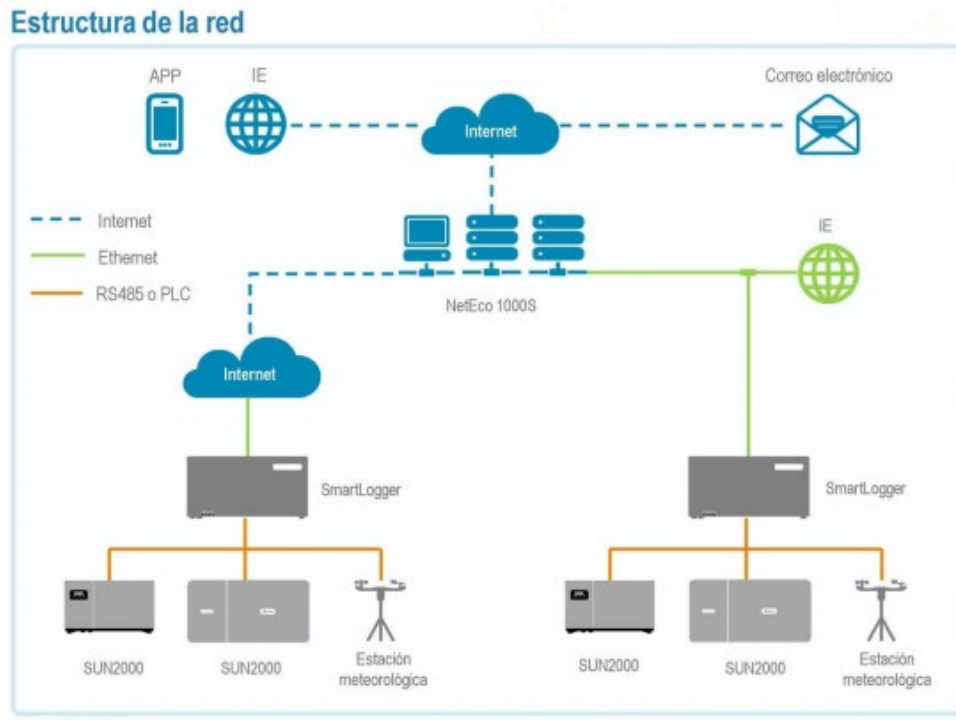 Estructura de la red
APP
IE
Correo electrónico
Internet
Internet
Ethernet
RS485 o PLC
IE
NetEco 1000S
Internet
SmartLogger
SmartLogger
SUN2000
SUN2000
Estación
meteorológica
SUN2000
SUN2000
Estación
meteorológica